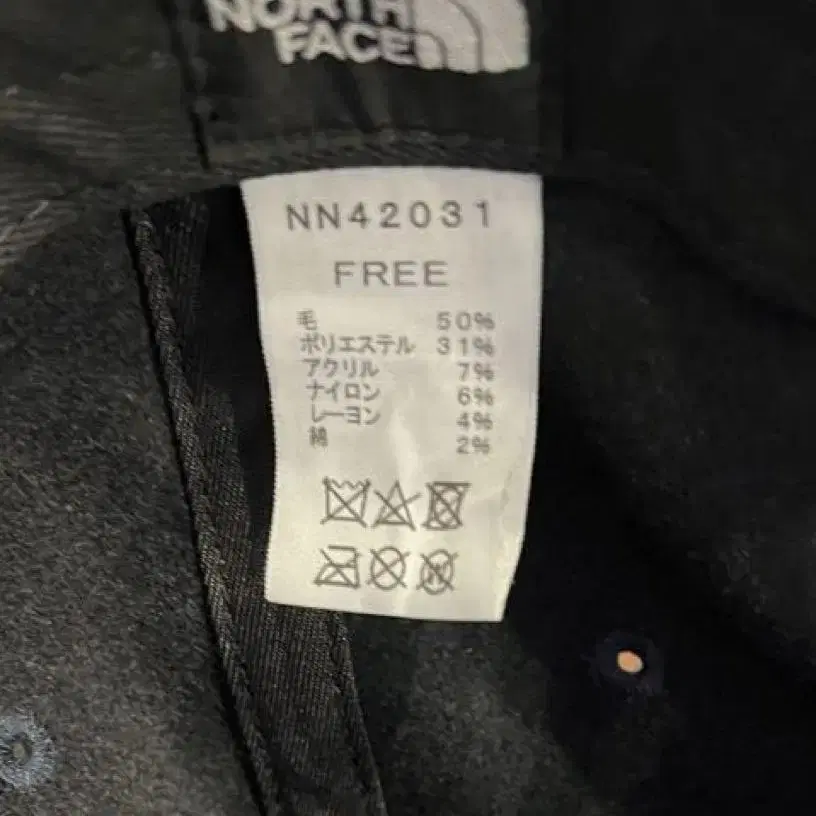 NORTH
FACE
NN42031
FREE
毛 50%
ポリエステル 31%
アクリル 7%
ナイロン 6%
レーヨン 4%
綿 2%